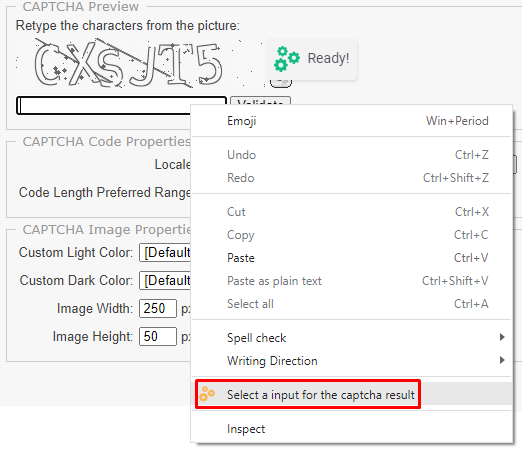 CAPTCHA Preview
Retype the characters from the picture:
CXSJT5
Ready!
Emoji Win+Period
CAPTCHA Code Properties
Undo Ctrl+Z
Locale
Redo Ctrl+Shift+Z
Code Length Preferred Range
Cut Ctrl+X
CAPTCHA Image Properties
Copy Ctrl+C
Custom Light Color: [Default
Paste Ctrl+V
Custom Dark Color: [Default
Paste as plain text Ctrl+Shift+V
Image Width: 250 px
Select all Ctrl+A
Image Height: 50 px
Spell check
Writing Direction
Select a input for the captcha result
Inspect